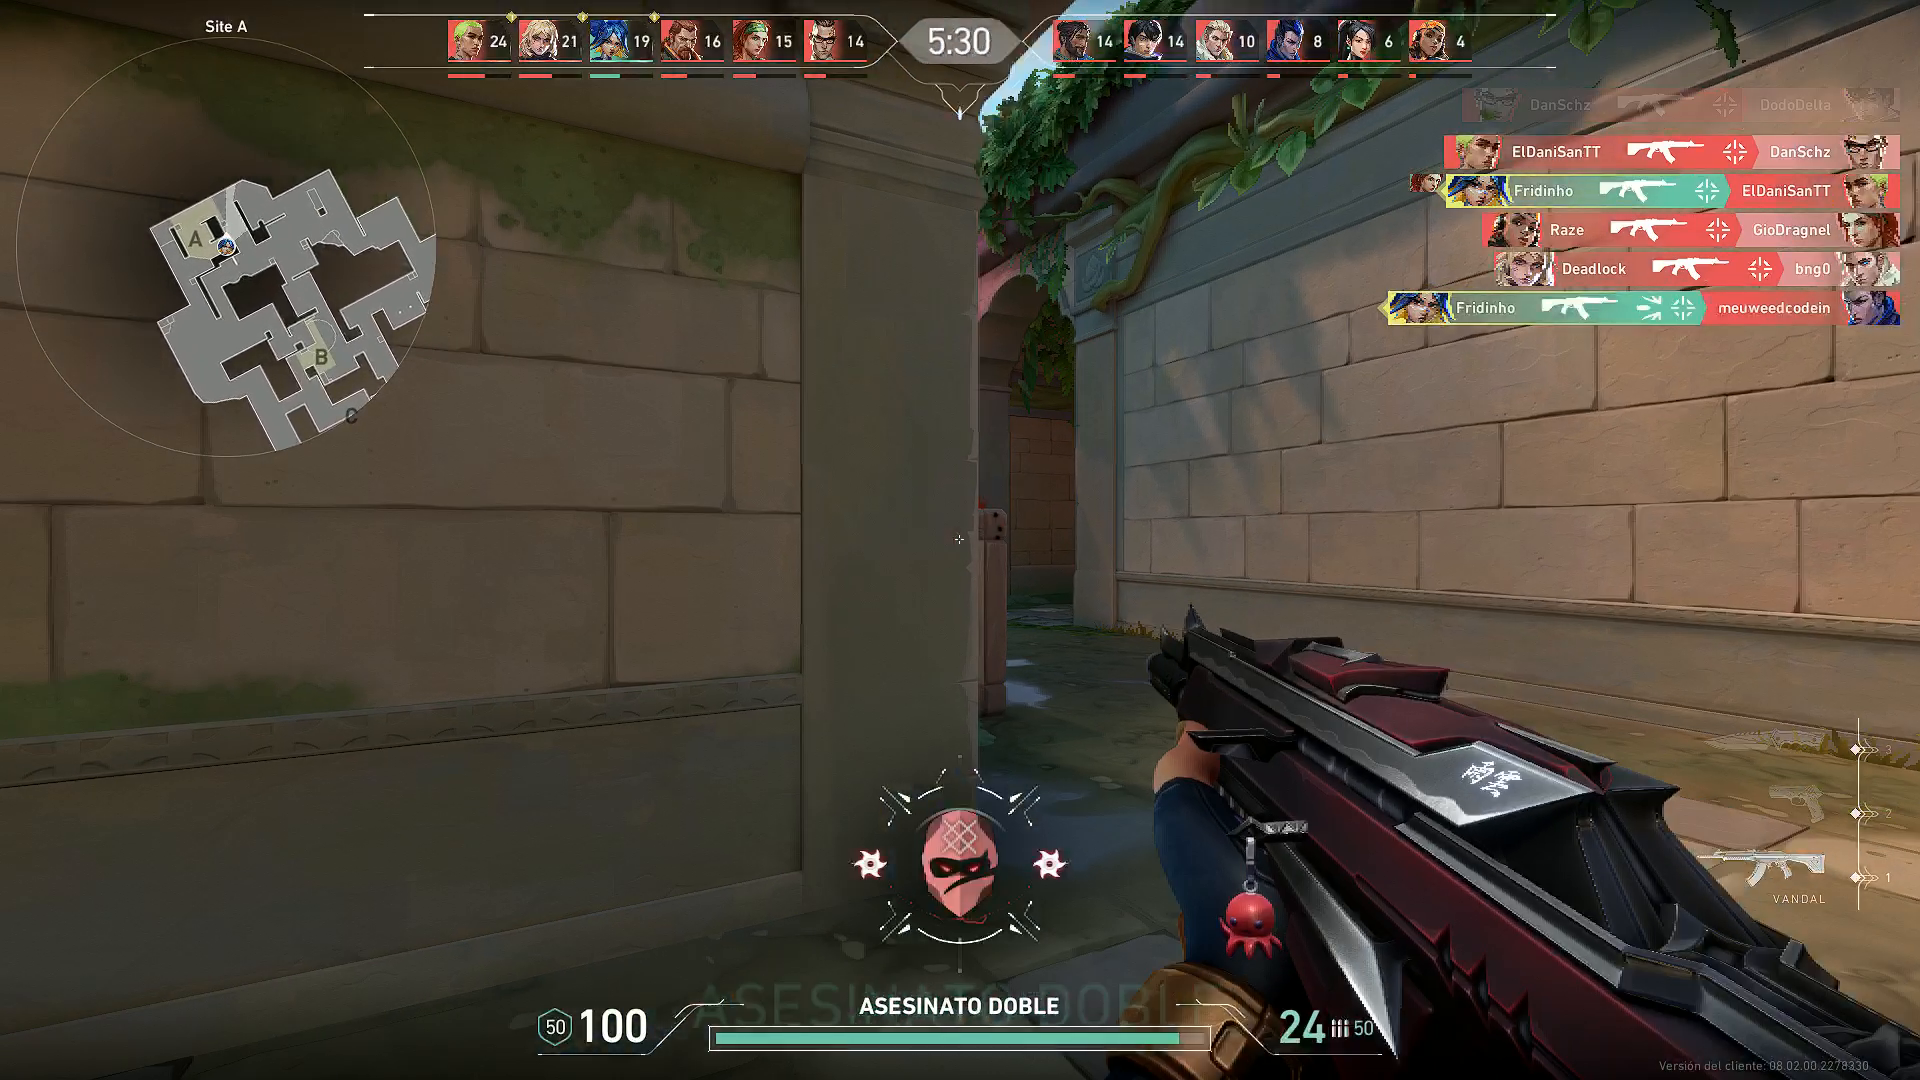 Site A
24 21 19 16 15 14
5:30
14 14 10 8 6 4
DanSchz DodoDelta
ElDaniSanTT DanSchz
Fridinho ElDaniSanTT
Raze GioDragnel
Deadlock bng0
Fridinho meuweedcodein
A
B
C
3
2
1
VANDAL
ASESINATO DOBLE
ASESINATO DOBLE
50 100
24 50
Versión del cliente: 08.02.00.2278330